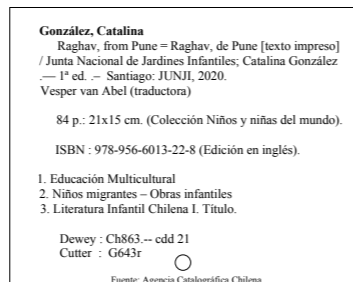 González, Catalina
Raghav, from Pune = Raghav, de Pune [texto impreso]
/ Junta Nacional de Jardines Infantiles; Catalina González
.— 1ª ed. .– Santiago: JUNJI, 2020.
Vesper van Abel (traductora)
84 p.: 21x15 cm. (Colección Niños y niñas del mundo).
ISBN : 978-956-6013-22-8 (Edición en inglés).
1. Educación Multicultural
2. Niños migrantes – Obras infantiles
3. Literatura Infantil Chilena I. Título.
Dewey : Ch863.-- cdd 21
Cutter : G643r
Fuente: Agencia Catalográfica Chilena